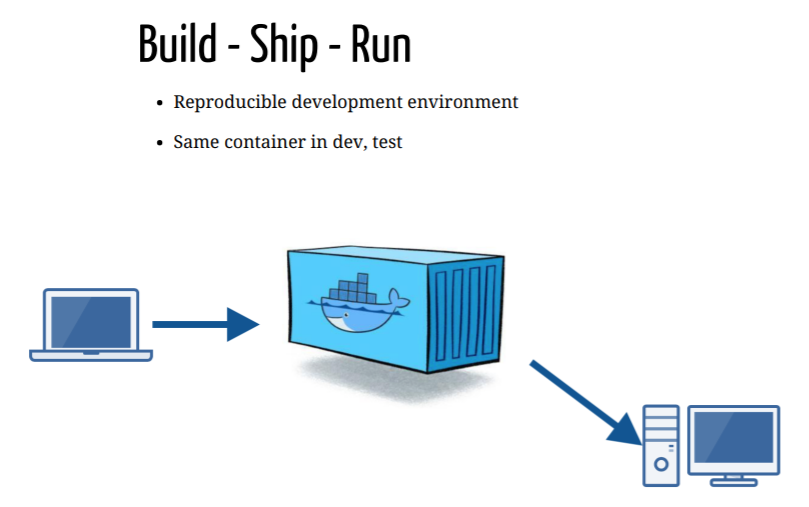 Build - Ship - Run
• Reproducible development environment
• Same container in dev, test